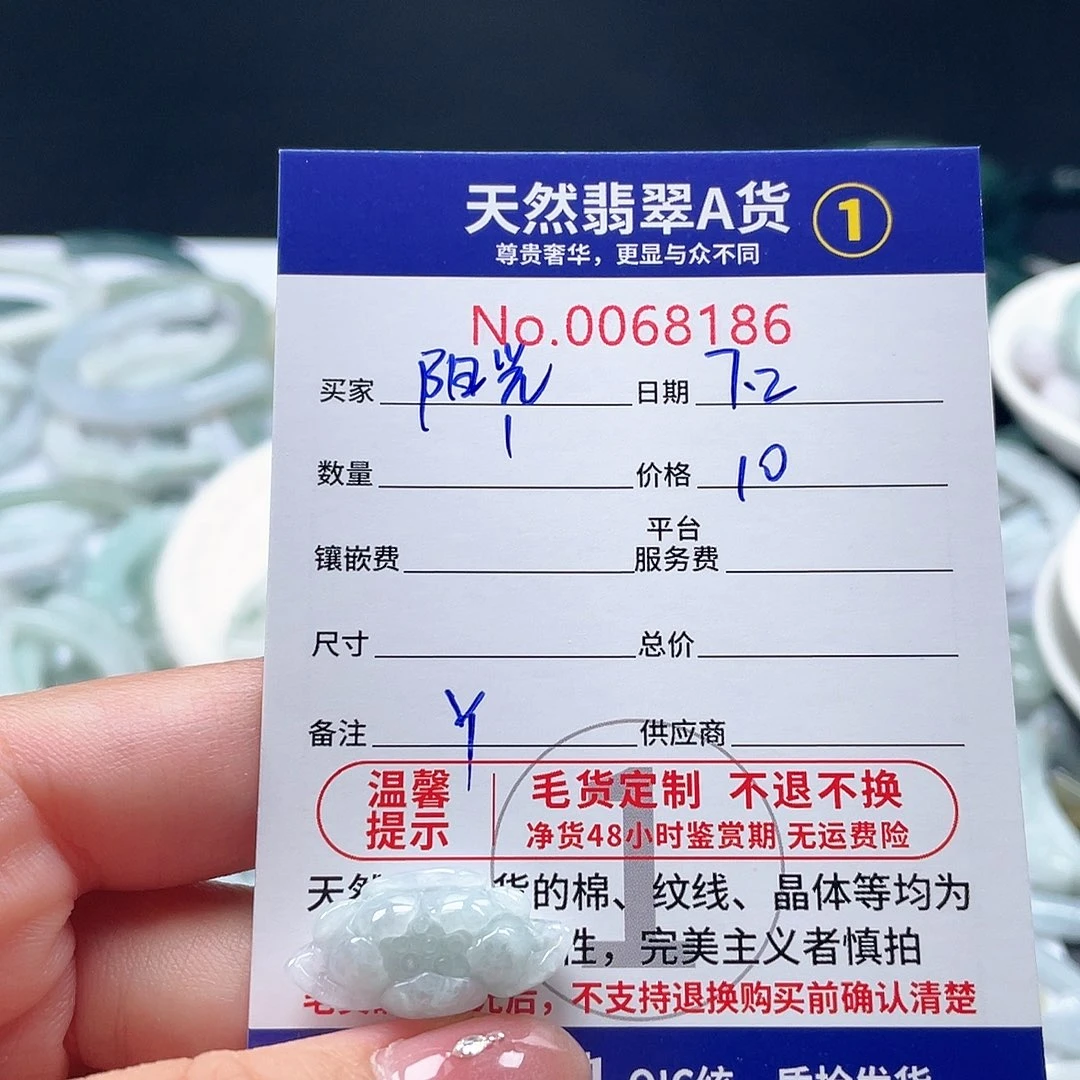 天然翡翠A货 1
尊贵奢华，更显与众不同
No.0068186
买家 阳光 日期 7.2
数量 1 价格 10
镶嵌费 平台服务费
尺寸 总价
备注 Y 供应商
温馨提示 毛货定制 不退不换
净货48小时鉴赏期 无运费险
天然 货的棉、纹线、晶体等均为
性，完美主义者慎拍
后，不支持退换购买前确认清楚